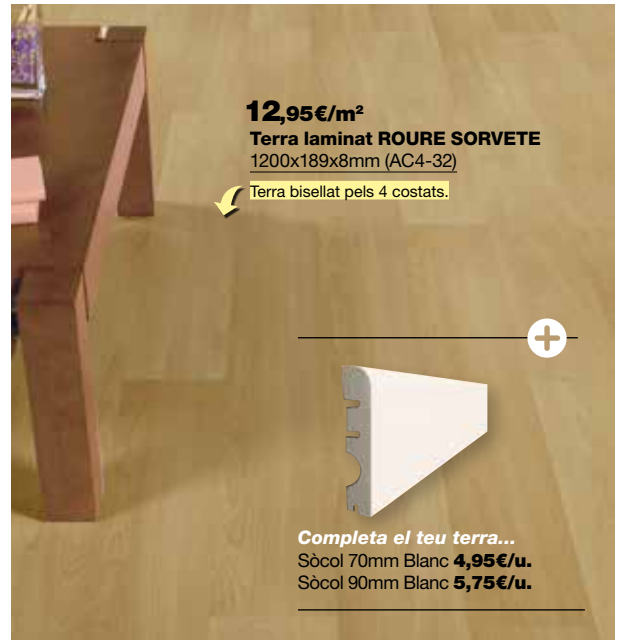 12,95€/m²
Terra laminat ROURE SORVETE
1200x189x8mm (AC4-32)
Terra bisellat pels 4 costats.
Completa el teu terra...
Sòcol 70mm Blanc 4,95€/u.
Sòcol 90mm Blanc 5,75€/u.